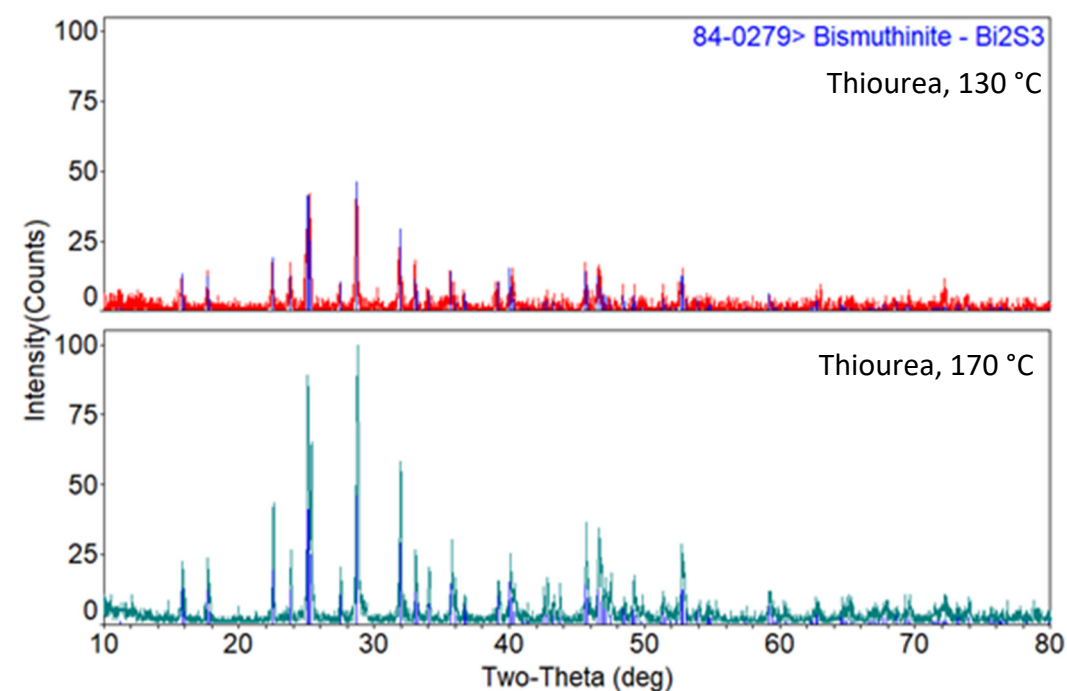 84-0279> Bismuthinite - Bi2S3
Thiourea, 130 °C
100
75
50
25
0
Intensity(Counts)
Thiourea, 170 °C
100
75
50
25
0
10 20 30 40 50 60 70 80
Two-Theta (deg)